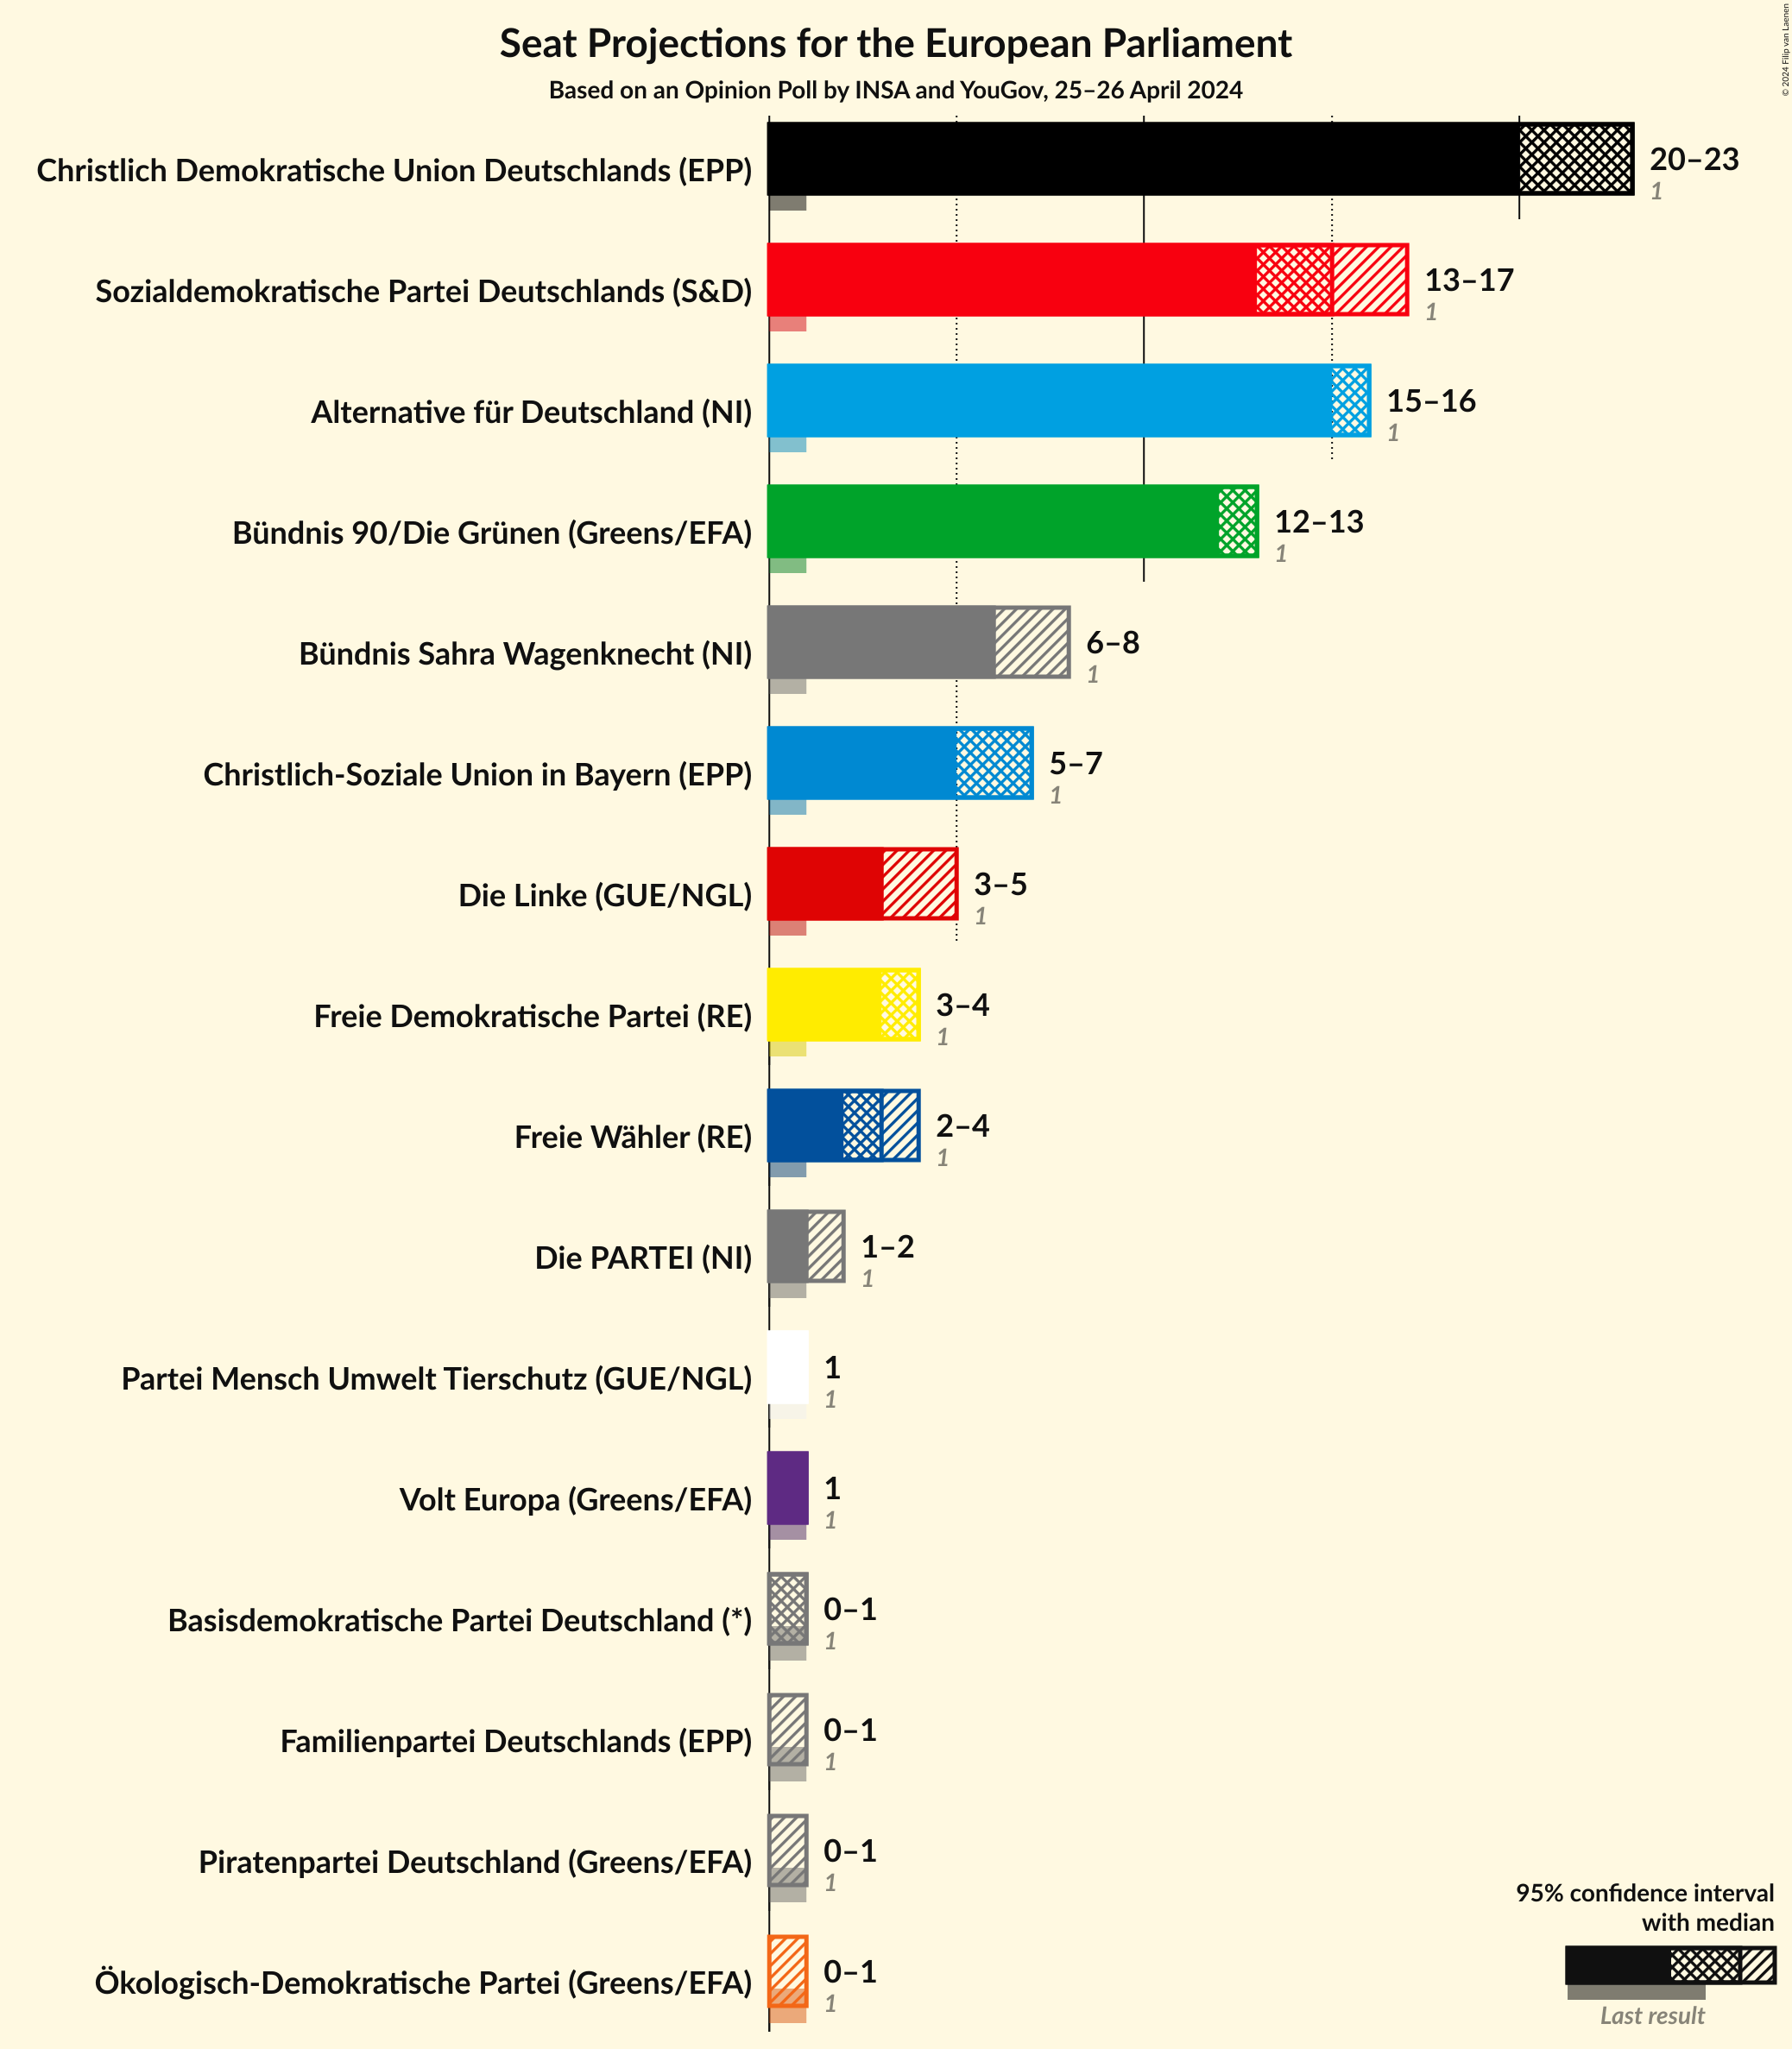 Seat Projections for the European Parliament
Based on an Opinion Poll by INSA and YouGov, 25–26 April 2024
© 2024 Filip van Laenen
Christlich Demokratische Union Deutschlands (EPP)
20–23
1
Sozialdemokratische Partei Deutschlands (S&D)
13–17
1
Alternative für Deutschland (NI)
15–16
1
Bündnis 90/Die Grünen (Greens/EFA)
12–13
1
Bündnis Sahra Wagenknecht (NI)
6–8
1
Christlich-Soziale Union in Bayern (EPP)
5–7
1
Die Linke (GUE/NGL)
3–5
1
Freie Demokratische Partei (RE)
3–4
1
Freie Wähler (RE)
2–4
1
Die PARTEI (NI)
1–2
1
Partei Mensch Umwelt Tierschutz (GUE/NGL)
1
1
Volt Europa (Greens/EFA)
1
1
Basisdemokratische Partei Deutschland (*)
0–1
1
Familienpartei Deutschlands (EPP)
0–1
1
Piratenpartei Deutschland (Greens/EFA)
0–1
1
Ökologisch-Demokratische Partei (Greens/EFA)
0–1
1
95% confidence interval
with median
Last result